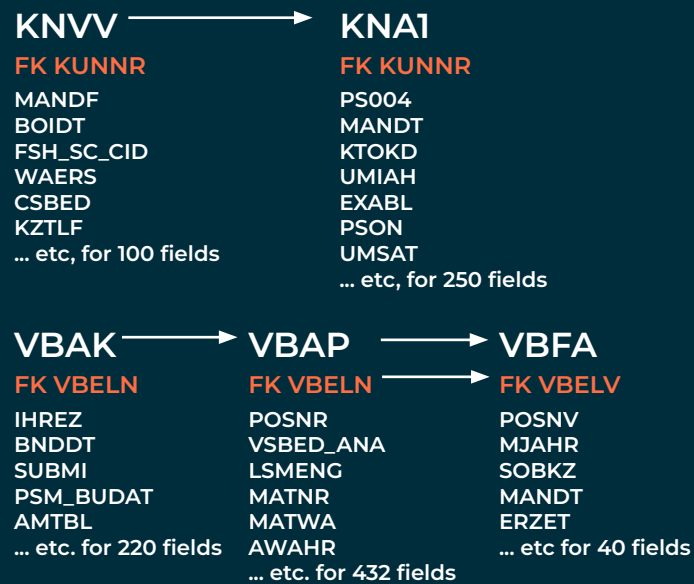 KNVV
FK KUNNR
MANDF
BOIDT
FSH_SC_CID
WAERS
CSBED
KZTLF
... etc, for 100 fields
KNA1
FK KUNNR
PS004
MANDT
KTOKD
UMIAH
EXABL
PSON
UMSAT
... etc, for 250 fields
VBAK
FK VBELN
IHREZ
BNDDT
SUBMI
PSM_BUDAT
AMTBL
... etc. for 220 fields
VBAP
FK VBELN
POSNR
VSBED_ANA
LSMENG
MATNR
MATWA
AWAHR
... etc. for 432 fields
VBFA
FK VBELV
POSNV
MJAHR
SOBKZ
MANDT
ERZET
... etc for 40 fields